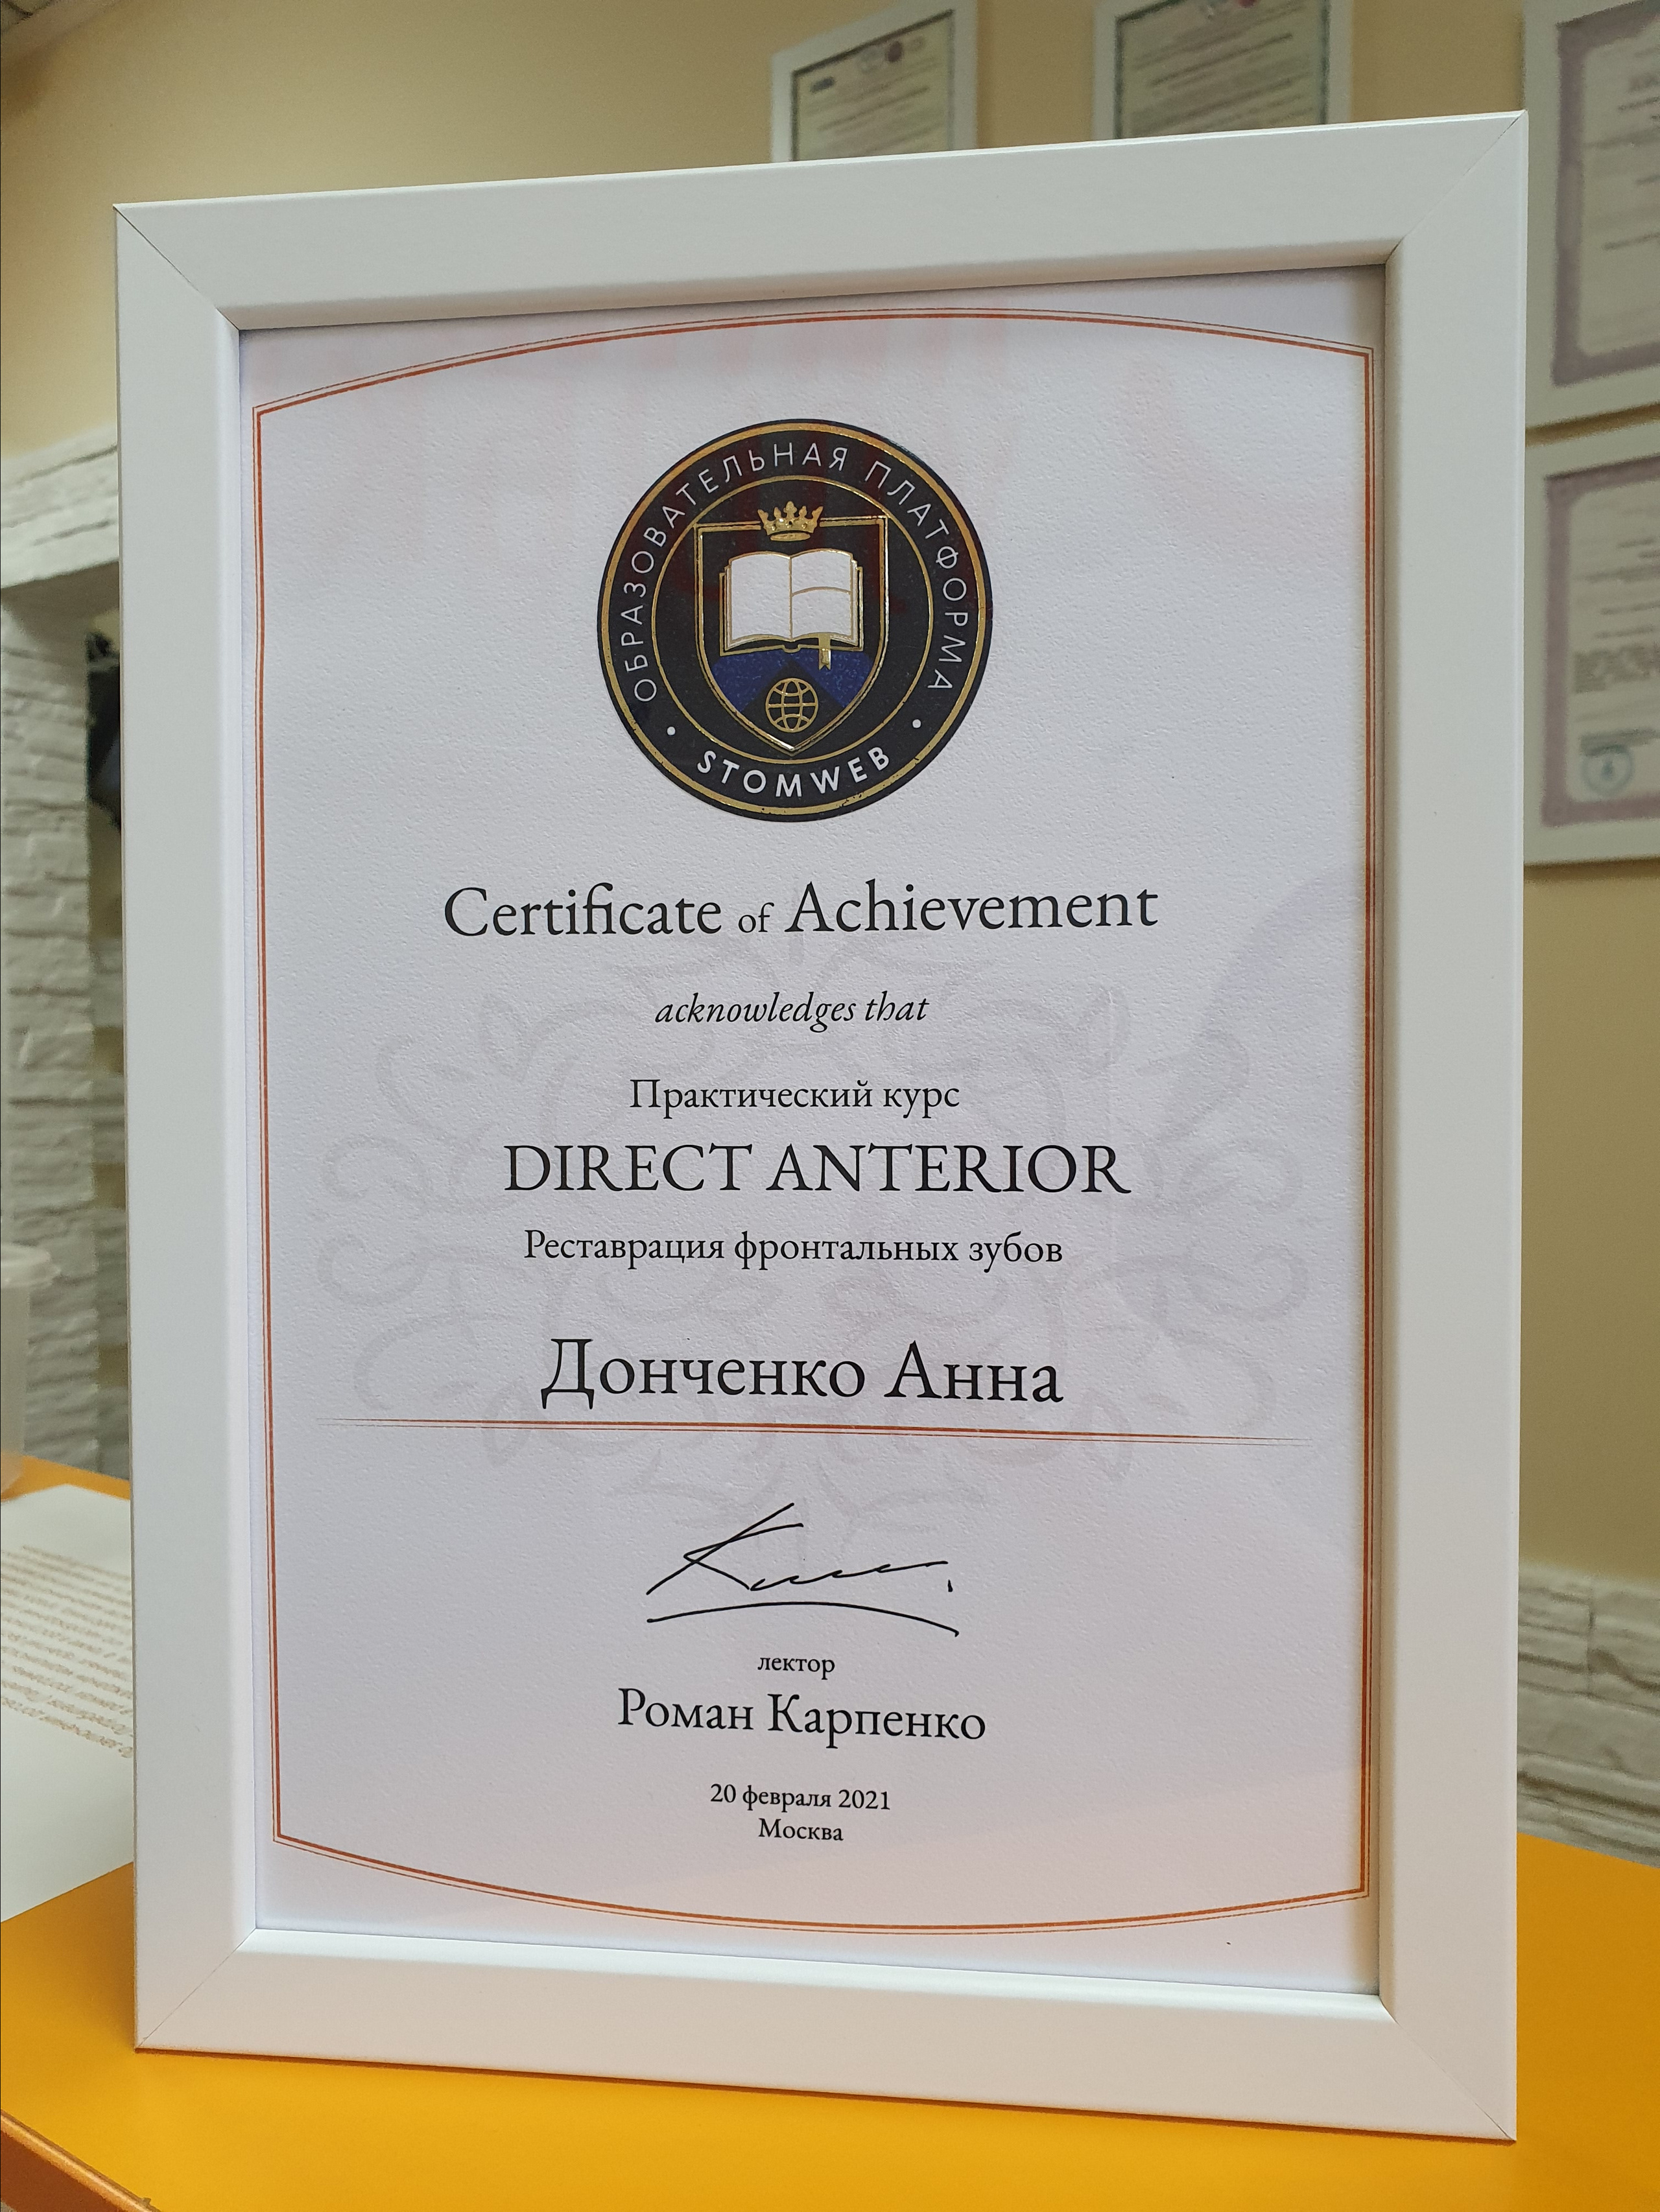 ОБРАЗОВАТЕЛЬНАЯ ПЛАТФОРМА
• STOMWEB •
Certificate of Achievement
acknowledges that
Практический курс
DIRECT ANTERIOR
Реставрация фронтальных зубов
Донченко Анна
лектор
Роман Карпенко
20 февраля 2021
Москва